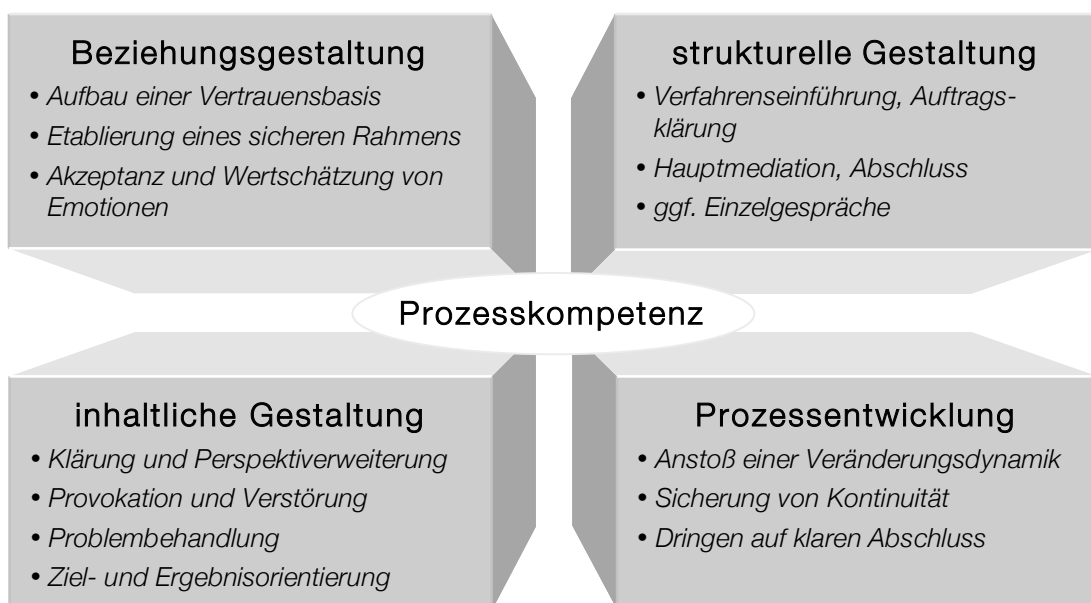 Beziehungsgestaltung
• Aufbau einer Vertrauensbasis
• Etablierung eines sicheren Rahmens
• Akzeptanz und Wertschätzung von
Emotionen
strukturelle Gestaltung
• Verfahrenseinführung, Auftrags-
klärung
• Hauptmediation, Abschluss
• ggf. Einzelgespräche
Prozesskompetenz
inhaltliche Gestaltung
• Klärung und Perspektiverweiterung
• Provokation und Verstörung
• Problembehandlung
• Ziel- und Ergebnisorientierung
Prozessentwicklung
• Anstoß einer Veränderungsdynamik
• Sicherung von Kontinuität
• Dringen auf klaren Abschluss